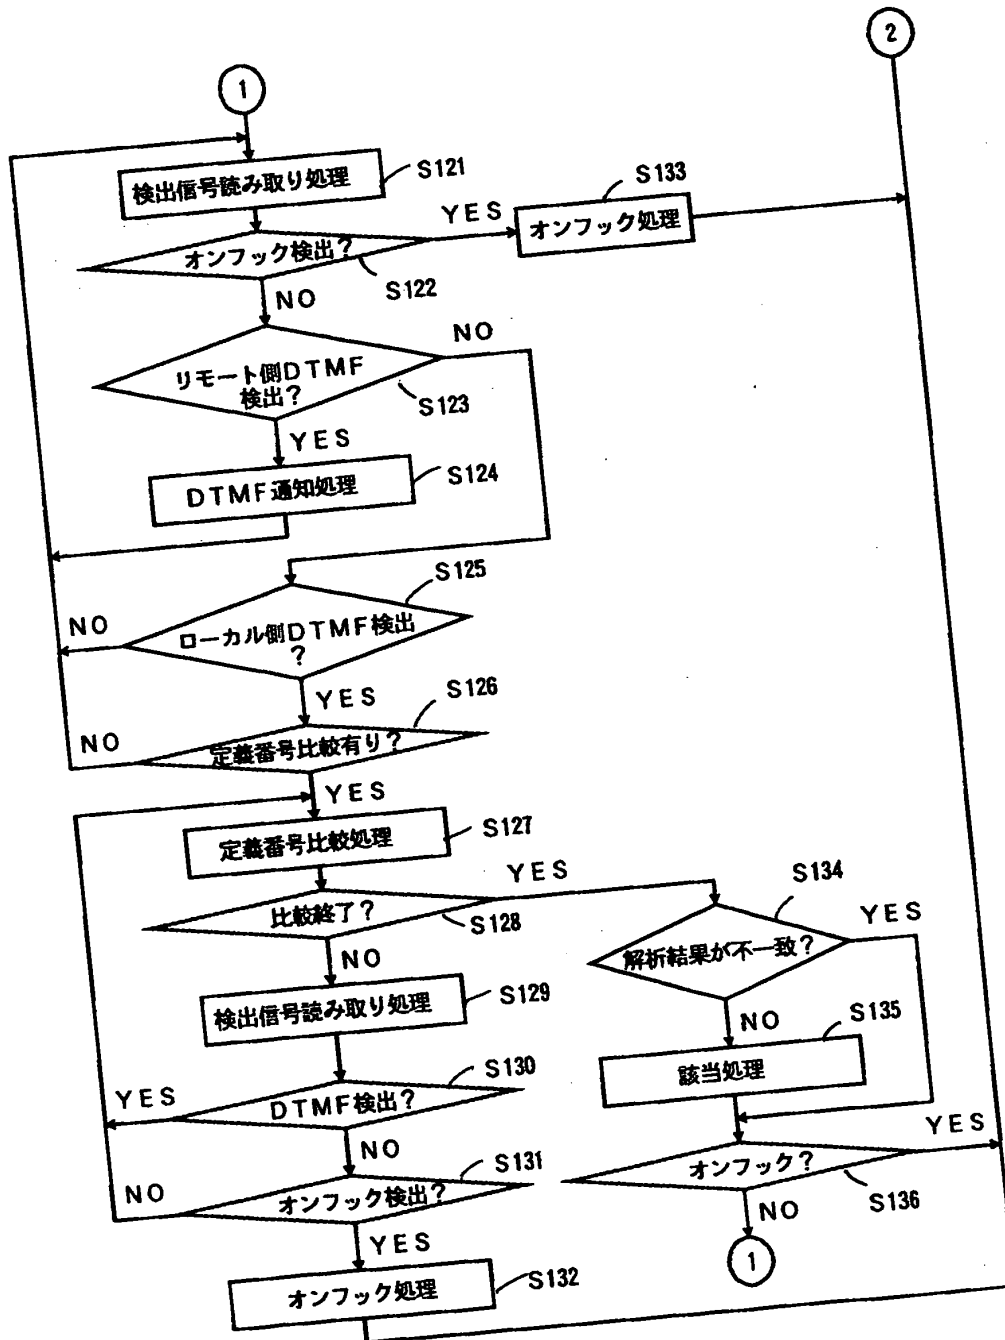 2
1
検出信号読み取り処理
S121
YES
S133
オンフック処理
オンフック検出?
S122
NO
NO
リモート側DTMF
検出?
S123
YES
DTMF通知処理
S124
S125
NO
ローカル側DTMF検出
?
YES
S126
NO
定義番号比較有り?
YES
定義番号比較処理
S127
YES
S134
比較終了?
S128
YES
解析結果が不一致?
NO
検出信号読み取り処理
S129
NO
S135
該当処理
YES
S130
DTMF検出?
YES
NO
S131
オンフック?
NO
オンフック検出?
S136
YES
NO
1
オンフック処理
S132